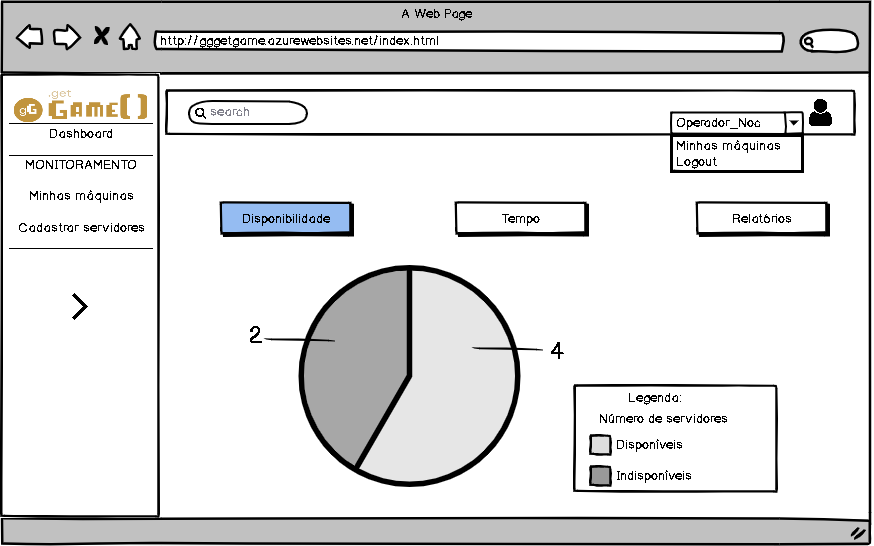 A Web Page
http://gggetgame.azurewebsites.net/index.html
gG
.get
GAME()
Dashboard
MONITORAMENTO
Minhas máquinas
Cadastrar servidores
search
Operador_Noc
Minhas máquinas
Logout
Disponibilidade
Tempo
Relatórios
2
4
Legenda:
Número de servidores
Disponíveis
Indisponíveis